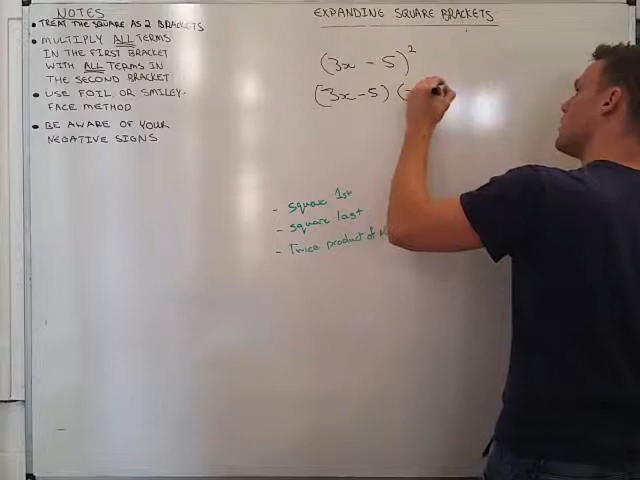 NOTES
• TREAT THE SQUARE AS 2 BRACKETS
• MULTIPLY ALL TERMS
IN THE FIRST BRACKET
WITH ALL TERMS IN
THE SECOND BRACKET
• USE FOIL OR SMILEY-
FACE METHOD
• BE AWARE OF YOUR
NEGATIVE SIGNS
EXPANDING SQUARE BRACKETS
(3x - 5)²
(3x - 5) (
- square 1st
- square last
- Twice product of